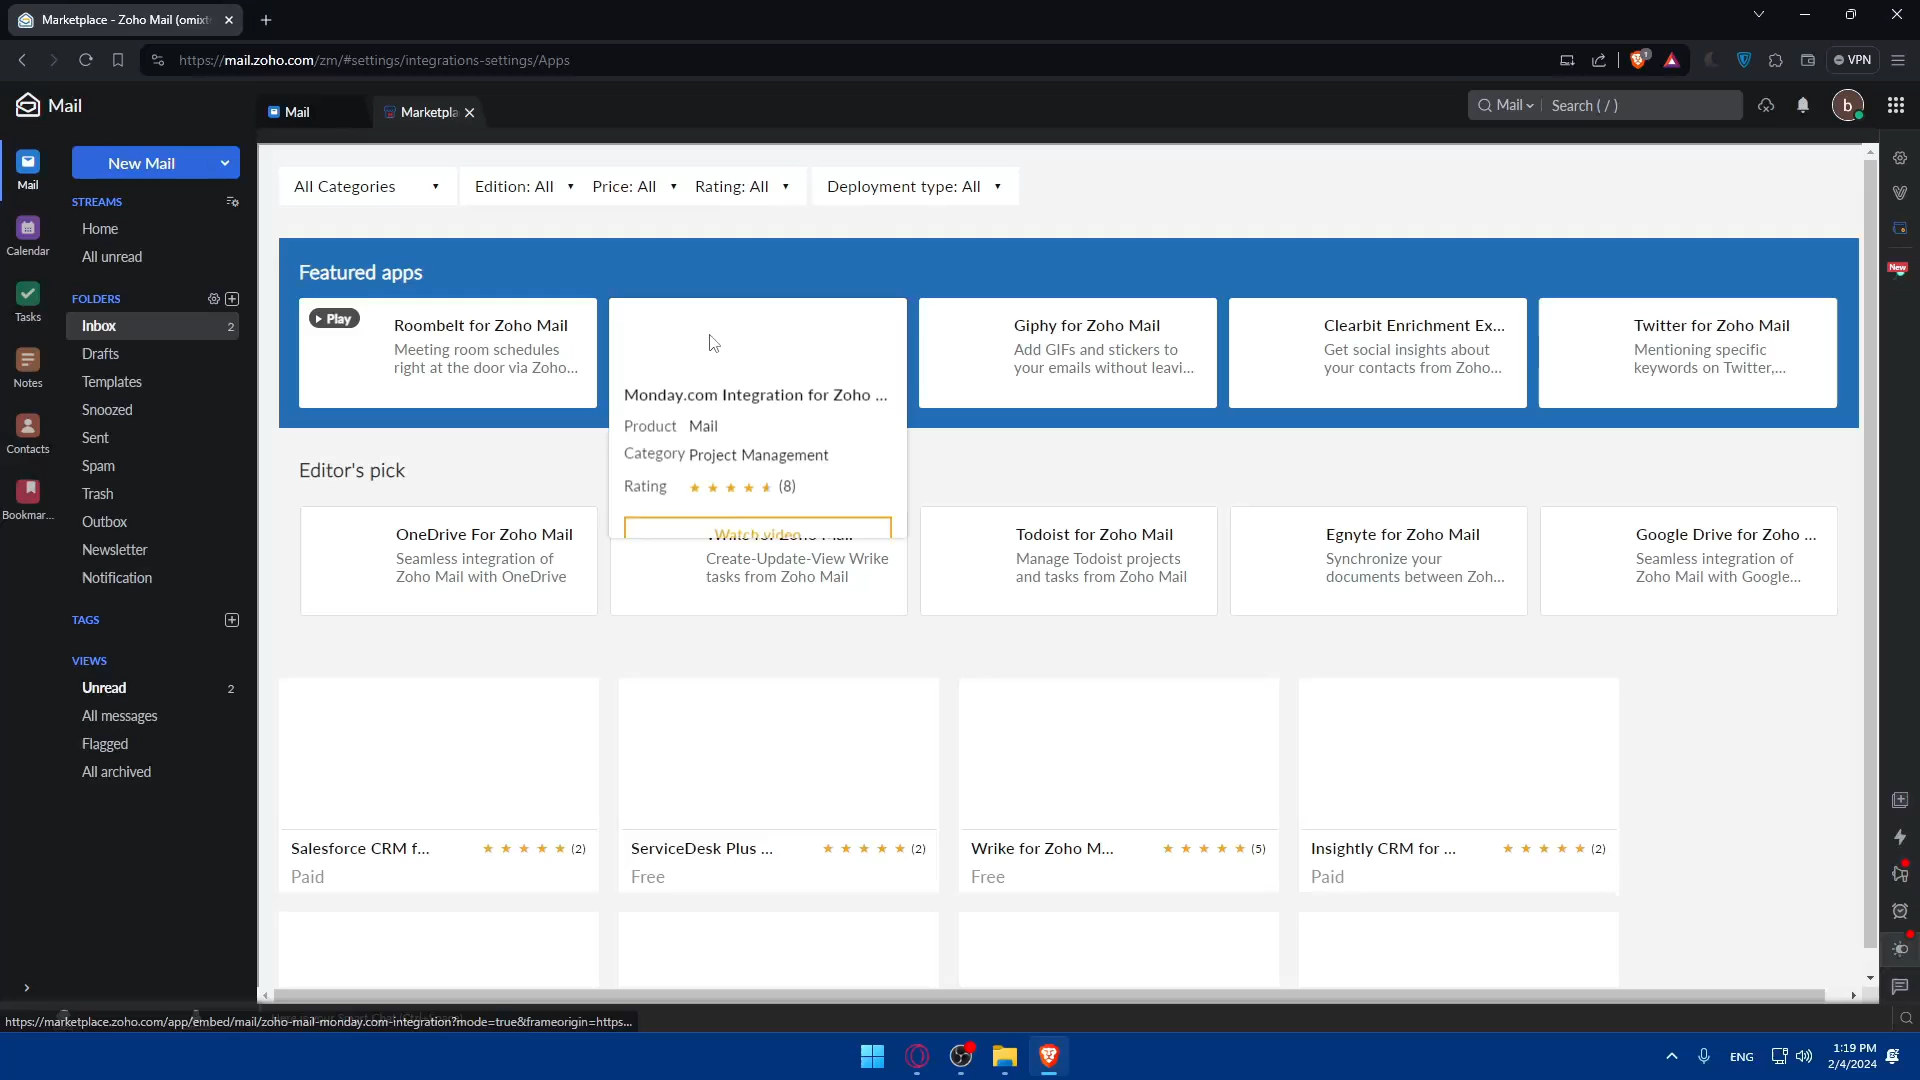 Marketplace - Zoho Mail (omixt
https://mail.zoho.com/zm/#settings/integrations-settings/Apps
1
VPN
Mail
Mail
Marketpla
Mail
Search ( / )
b
Mail
Calendar
Tasks
Notes
Contacts
Bookmar...
New Mail
STREAMS
Home
All unread
FOLDERS
Inbox 2
Drafts
Templates
Snoozed
Sent
Spam
Trash
Outbox
Newsletter
Notification
TAGS
VIEWS
Unread 2
All messages
Flagged
All archived
All Categories
Edition: All
Price: All
Rating: All
Deployment type: All
Featured apps
Play
Roombelt for Zoho Mail
Meeting room schedules
right at the door via Zoho...
Monday.com Integration for Zoho ...
Product Mail
Category Project Management
Rating (8)
Watch video
Giphy for Zoho Mail
Add GIFs and stickers to
your emails without leavi...
Clearbit Enrichment Ex...
Get social insights about
your contacts from Zoho...
Twitter for Zoho Mail
Mentioning specific
keywords on Twitter,...
Editor's pick
OneDrive For Zoho Mail
Seamless integration of
Zoho Mail with OneDrive
Create-Update-View Wrike
tasks from Zoho Mail
Todoist for Zoho Mail
Manage Todoist projects
and tasks from Zoho Mail
Egnyte for Zoho Mail
Synchronize your
documents between Zoh...
Google Drive for Zoho ...
Seamless integration of
Zoho Mail with Google...
Salesforce CRM f... (2)
Paid
ServiceDesk Plus ... (2)
Free
Wrike for Zoho M... (5)
Free
Insightly CRM for ... (2)
Paid
New
https://marketplace.zoho.com/app/embed/mail/zoho-mail-monday.com-integration?mode=true&frameorigin=https...
ENG
1:19 PM
2/4/2024